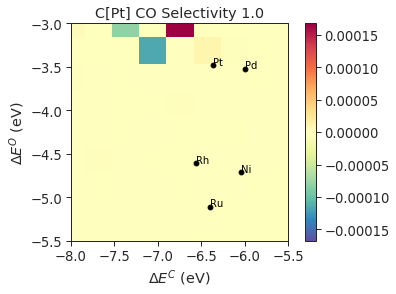 C[Pt] CO Selectivity 1.0
ΔE^O (eV)
−3.0
−3.5
−4.0
−4.5
−5.0
−5.5
Pt
Pd
Rh
Ni
Ru
−8.0 −7.5 −7.0 −6.5 −6.0 −5.5
ΔE^C (eV)
0.00015
0.00010
0.00005
0.00000
−0.00005
−0.00010
−0.00015